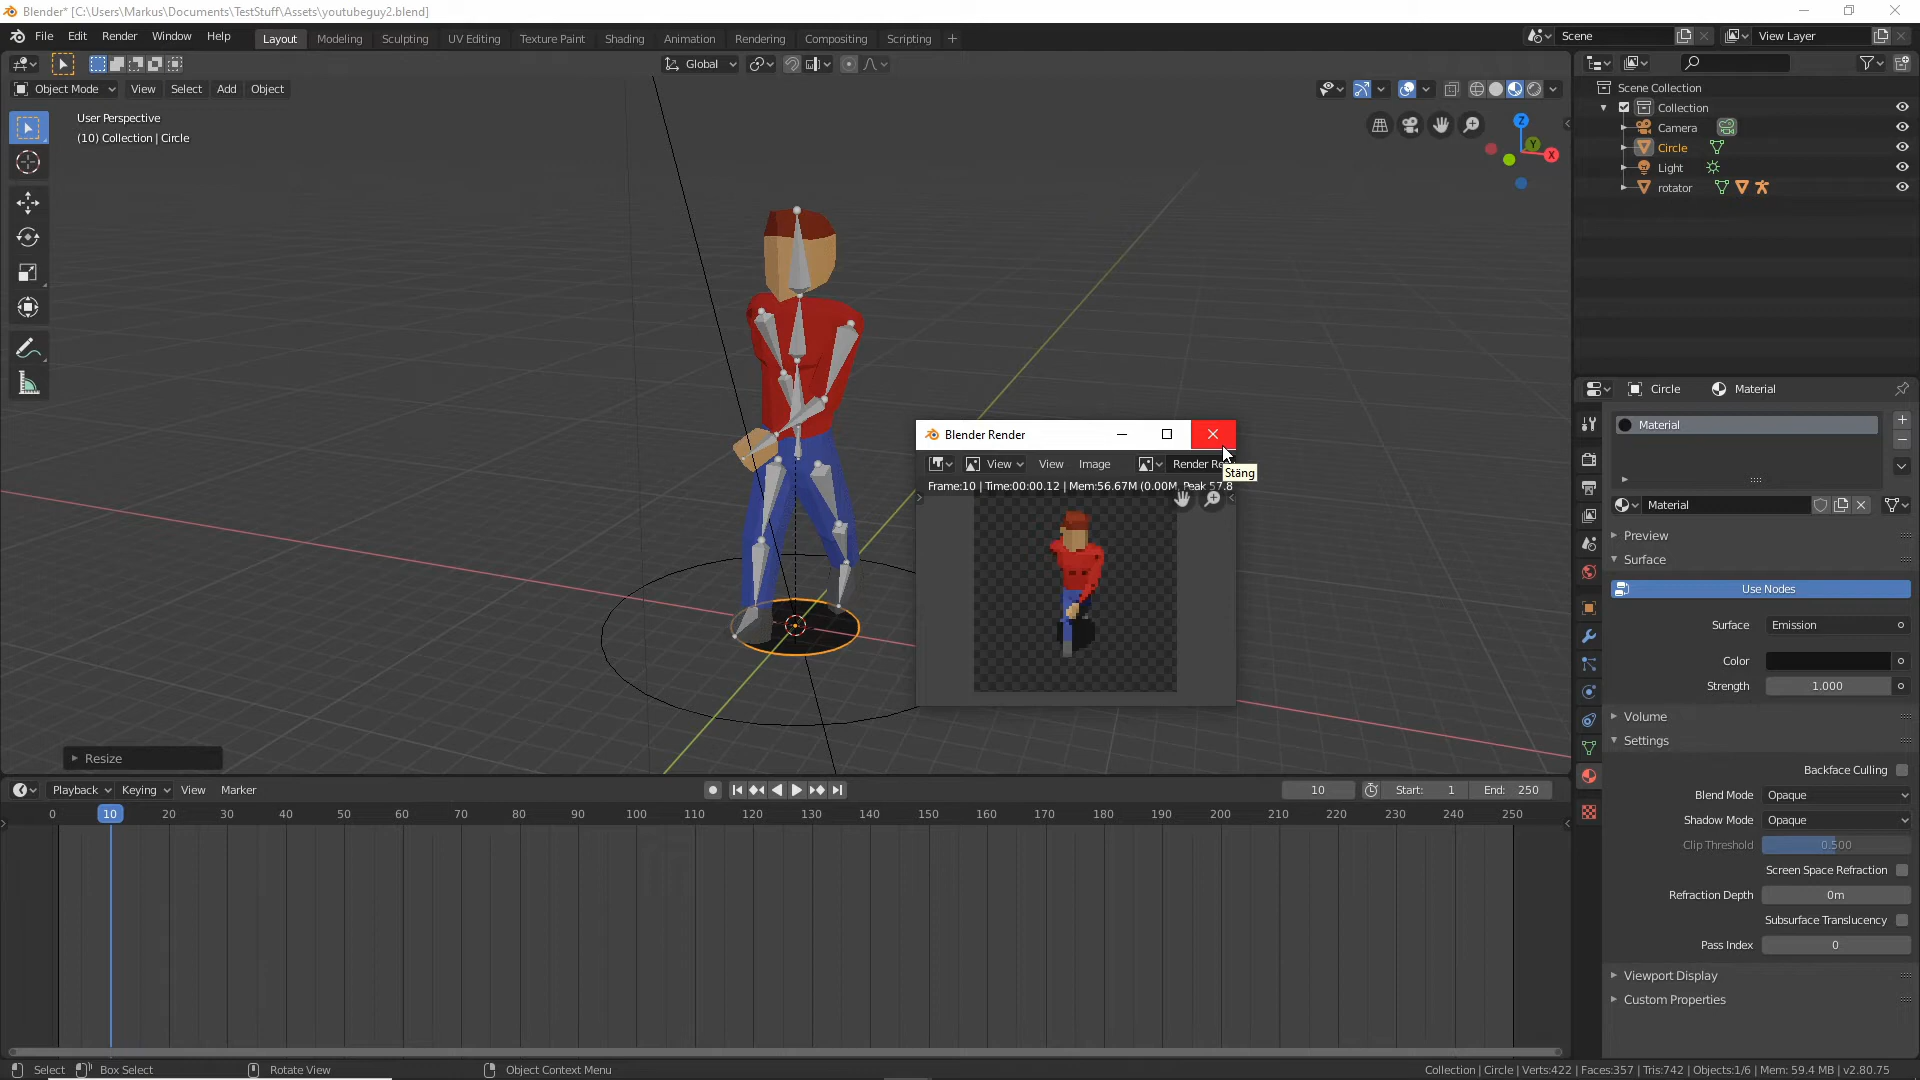 Blender* [C:\Users\Markus\Documents\TestStuff\Assets\youtubeguy2.blend]
File Edit Render Window Help Layout Modeling Sculpting UV Editing Texture Paint Shading Animation Rendering Compositing Scripting + Scene View Layer
Global
Object Mode View Select Add Object
User Perspective
(10) Collection | Circle
Z
Y
X
Scene Collection
Collection
Camera
Circle
Light
rotator
Blender Render
View View Image Render Re
Stäng
Frame:10 | Time:00:00.12 | Mem:56.67M (0.00M, Peak 57.8
Resize
Circle Material
Material
Material
Preview
Surface
Use Nodes
Surface Emission
Color
Strength 1.000
Volume
Settings
Backface Culling
Blend Mode Opaque
Shadow Mode Opaque
Clip Threshold 0.500
Screen Space Refraction
Refraction Depth 0m
Subsurface Translucency
Pass Index 0
Viewport Display
Custom Properties
Playback Keying View Marker 10 Start: 1 End: 250
0 10 20 30 40 50 60 70 80 90 100 110 120 130 140 150 160 170 180 190 200 210 220 230 240 250
Select Box Select Rotate View Object Context Menu Collection | Circle | Verts:422 | Faces:357 | Tris:742 | Objects:1/6 | Mem: 59.4 MB | v2.80.75